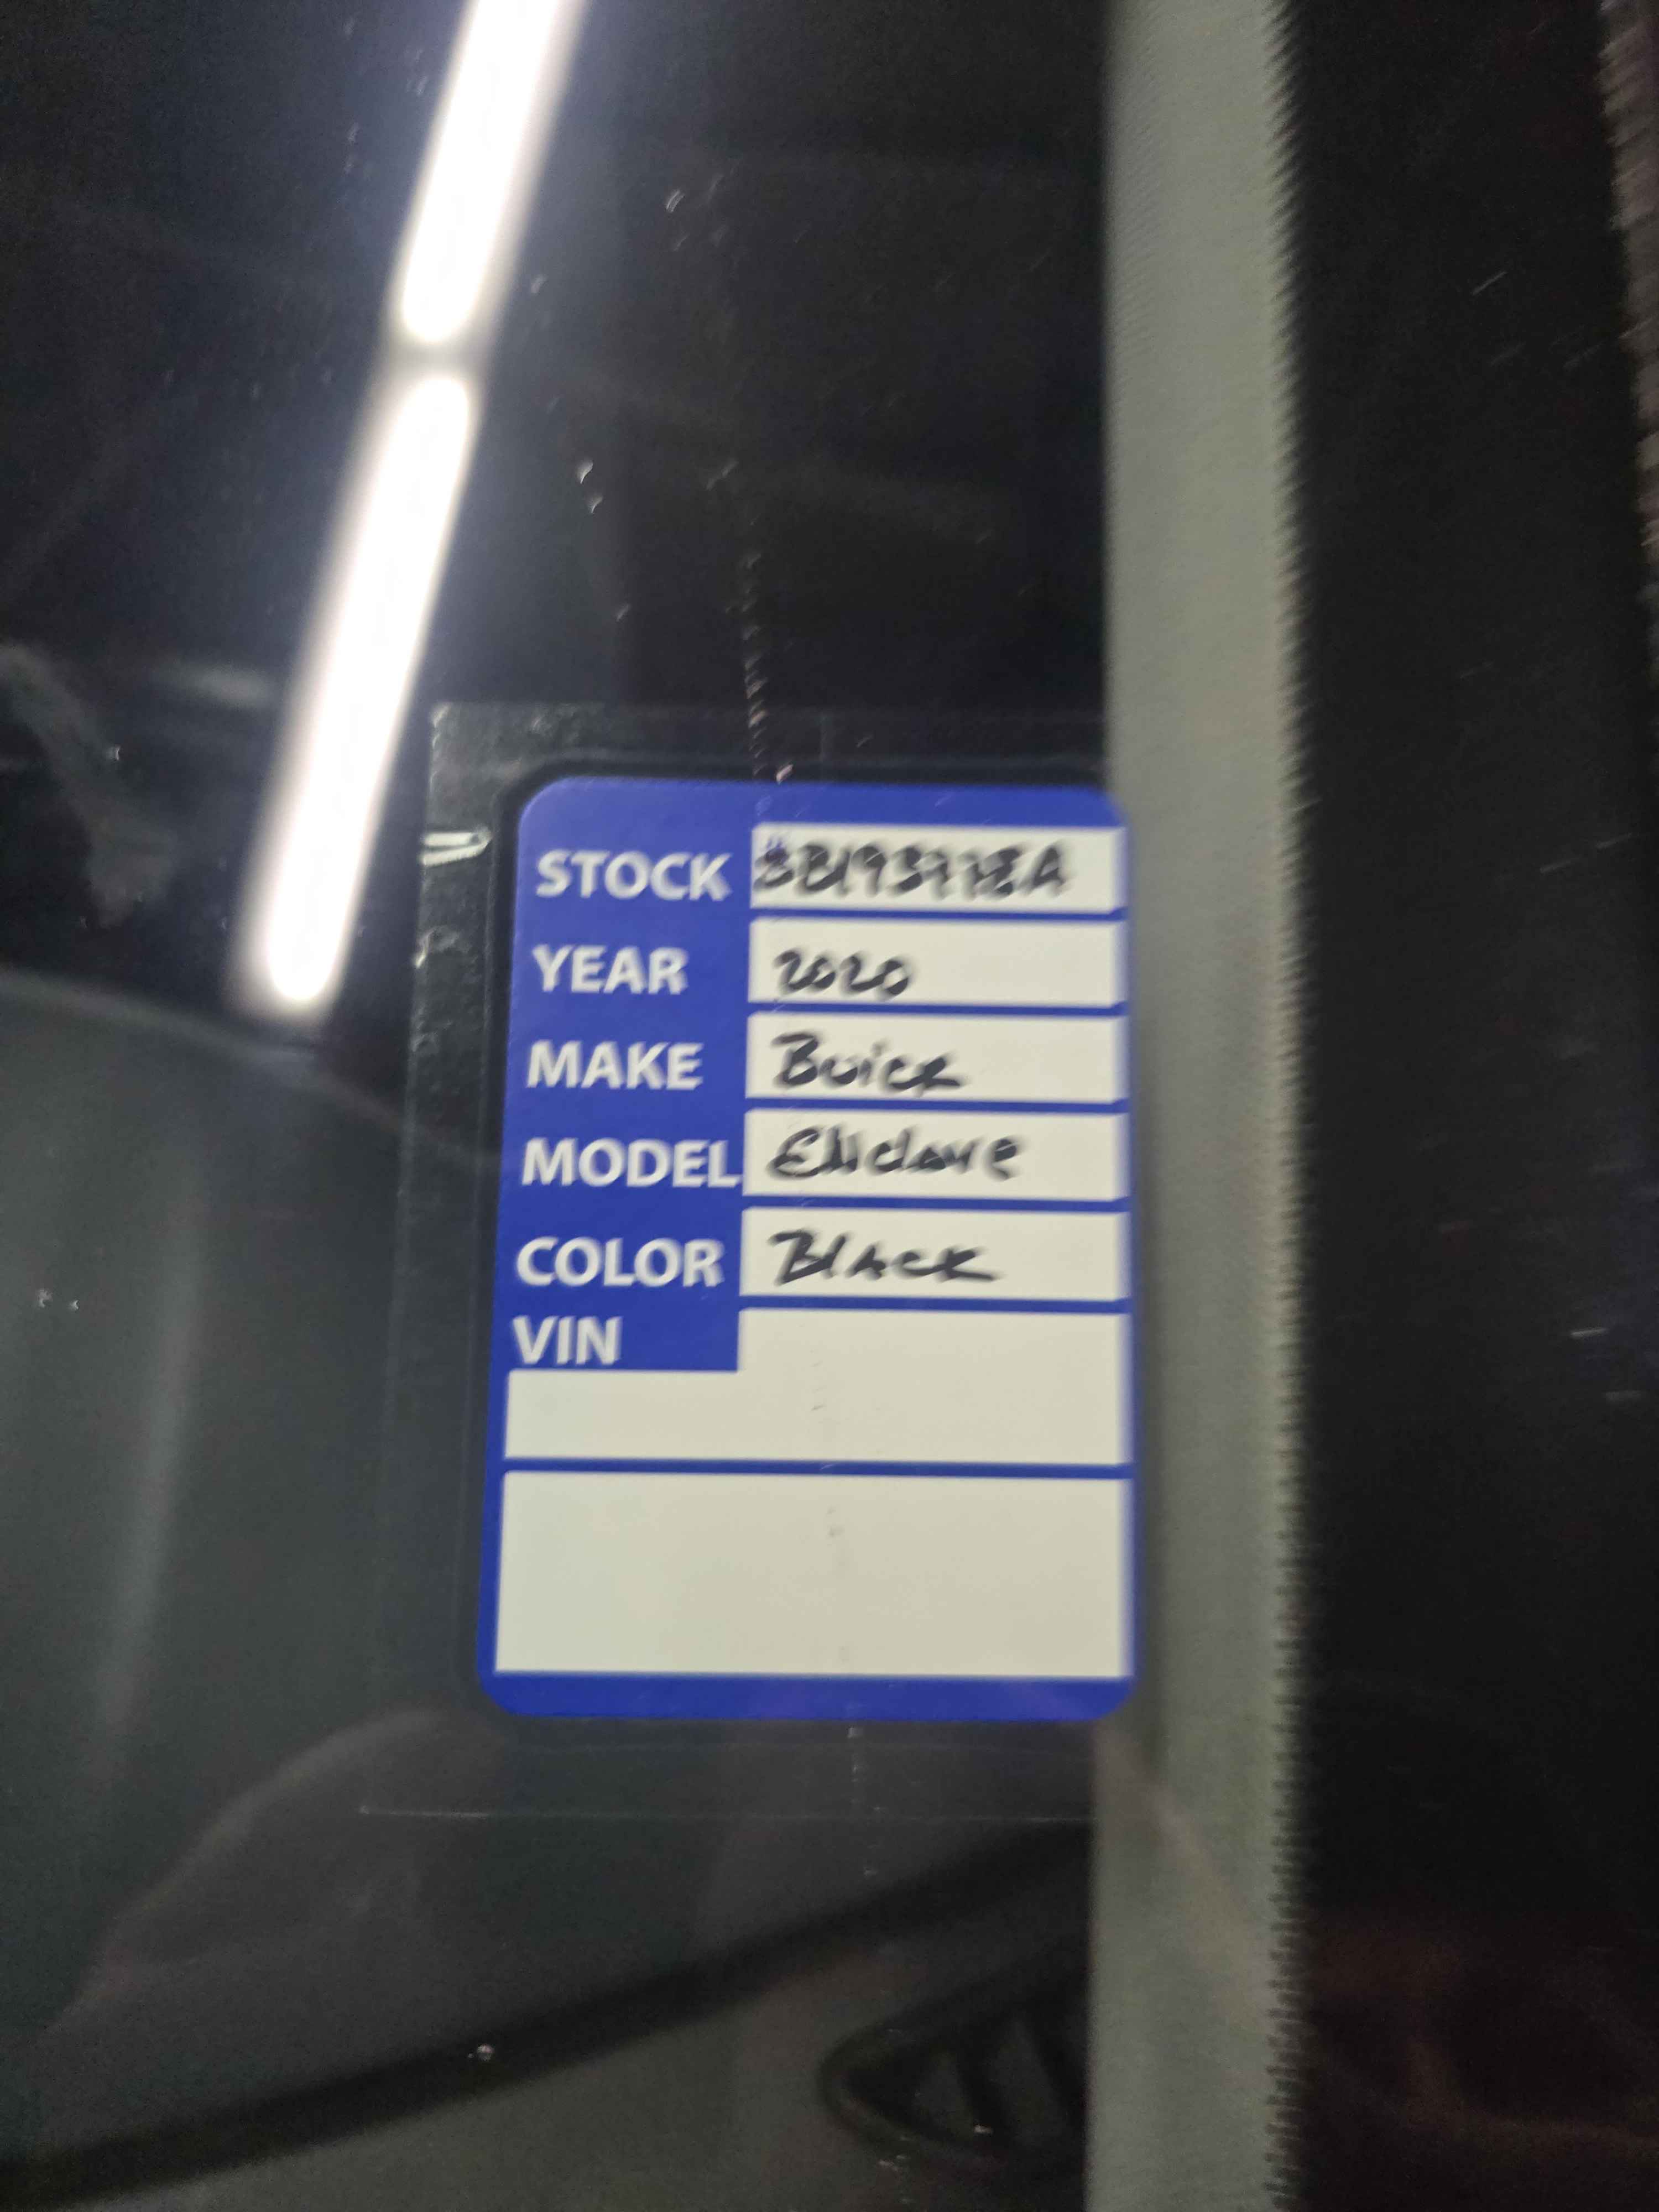 STOCK
YEAR 2020
MAKE Buick
MODEL Enclave
COLOR Black
VIN